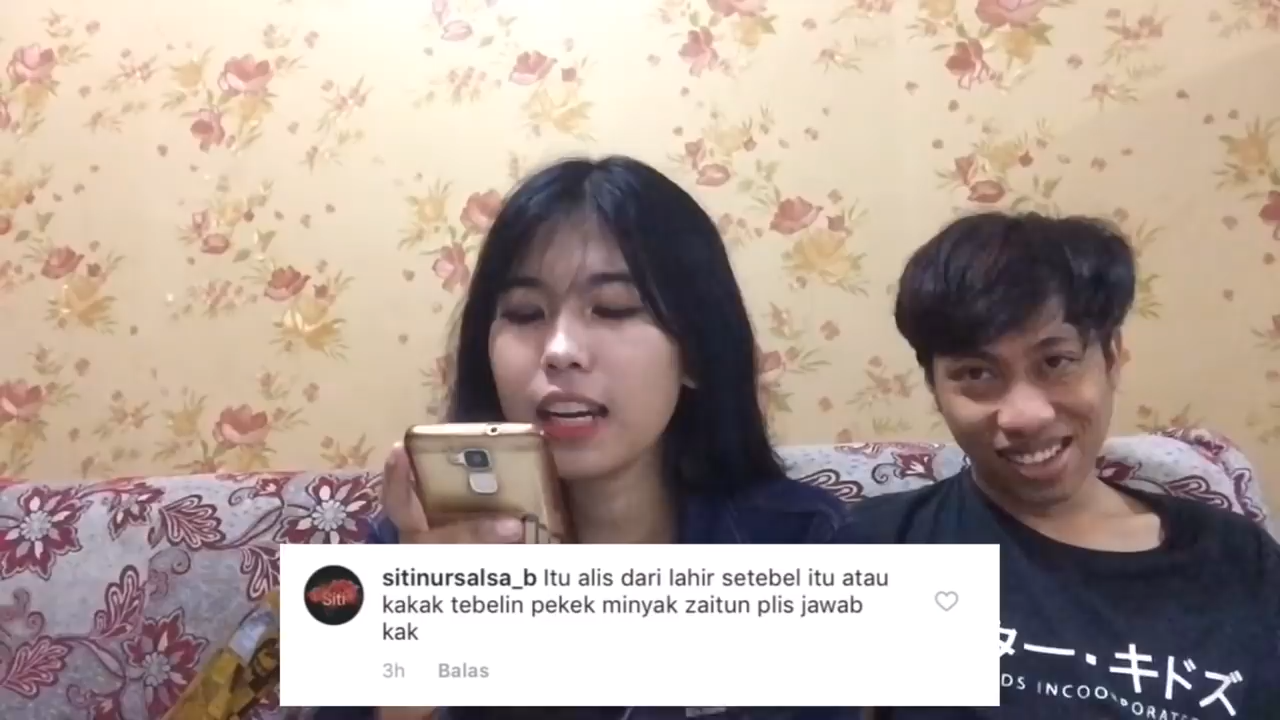 sitinursalsa_b Itu alis dari lahir setebel itu atau
kakak tebelin pekek minyak zaitun plis jawab
kak
3h Balas
Siti
ター・キドズ
DS INCOO